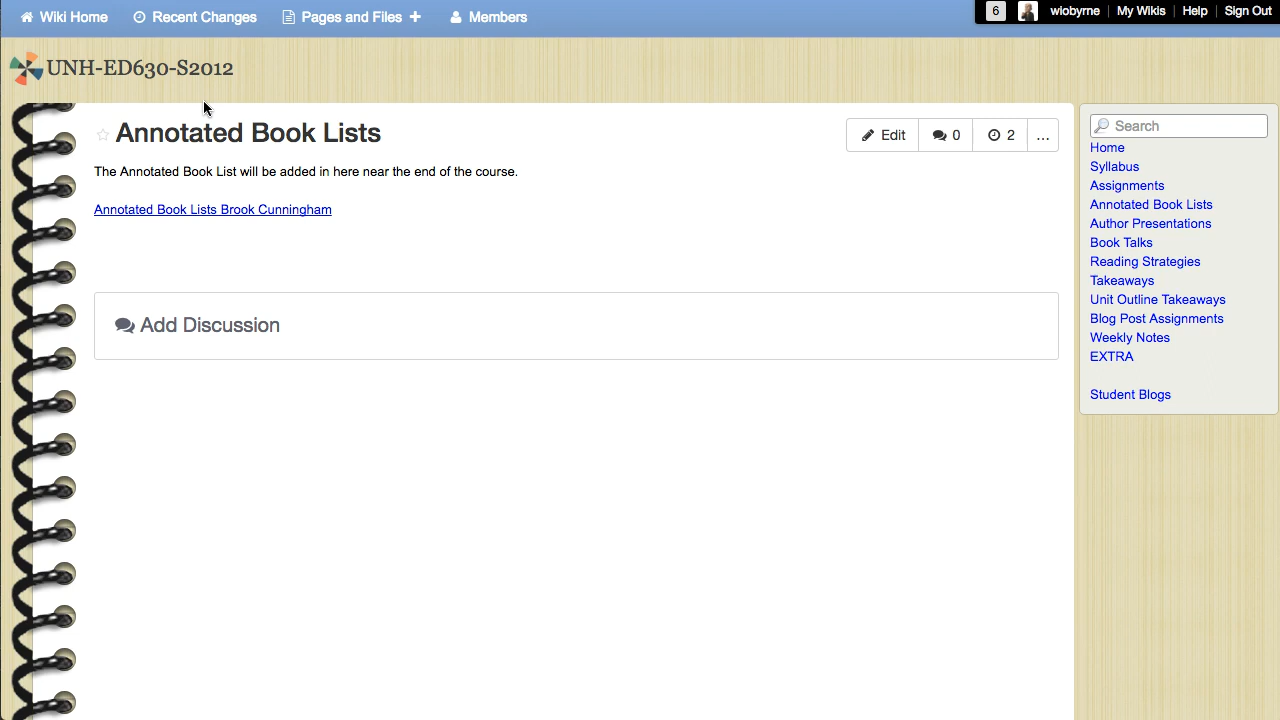 Wiki Home Recent Changes Pages and Files + Members
6 wiobyrne My Wikis Help Sign Out
UNH-ED630-S2012
Annotated Book Lists
Edit 0 2 ...
The Annotated Book List will be added in here near the end of the course.
Annotated Book Lists Brook Cunningham
Add Discussion
Search
Home
Syllabus
Assignments
Annotated Book Lists
Author Presentations
Book Talks
Reading Strategies
Takeaways
Unit Outline Takeaways
Blog Post Assignments
Weekly Notes
EXTRA
Student Blogs